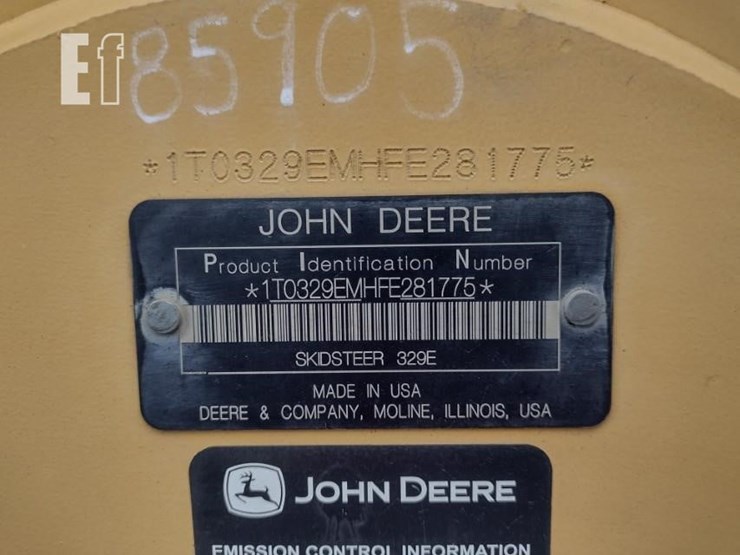 Ef
85905
*1T0329EMHFE281775*
JOHN DEERE
Product Identification Number
*1T0329EMHFE281775*
SKIDSTEER 329E
MADE IN USA
DEERE & COMPANY, MOLINE, ILLINOIS, USA
JOHN DEERE
EMISSION CONTROL INFORMATION